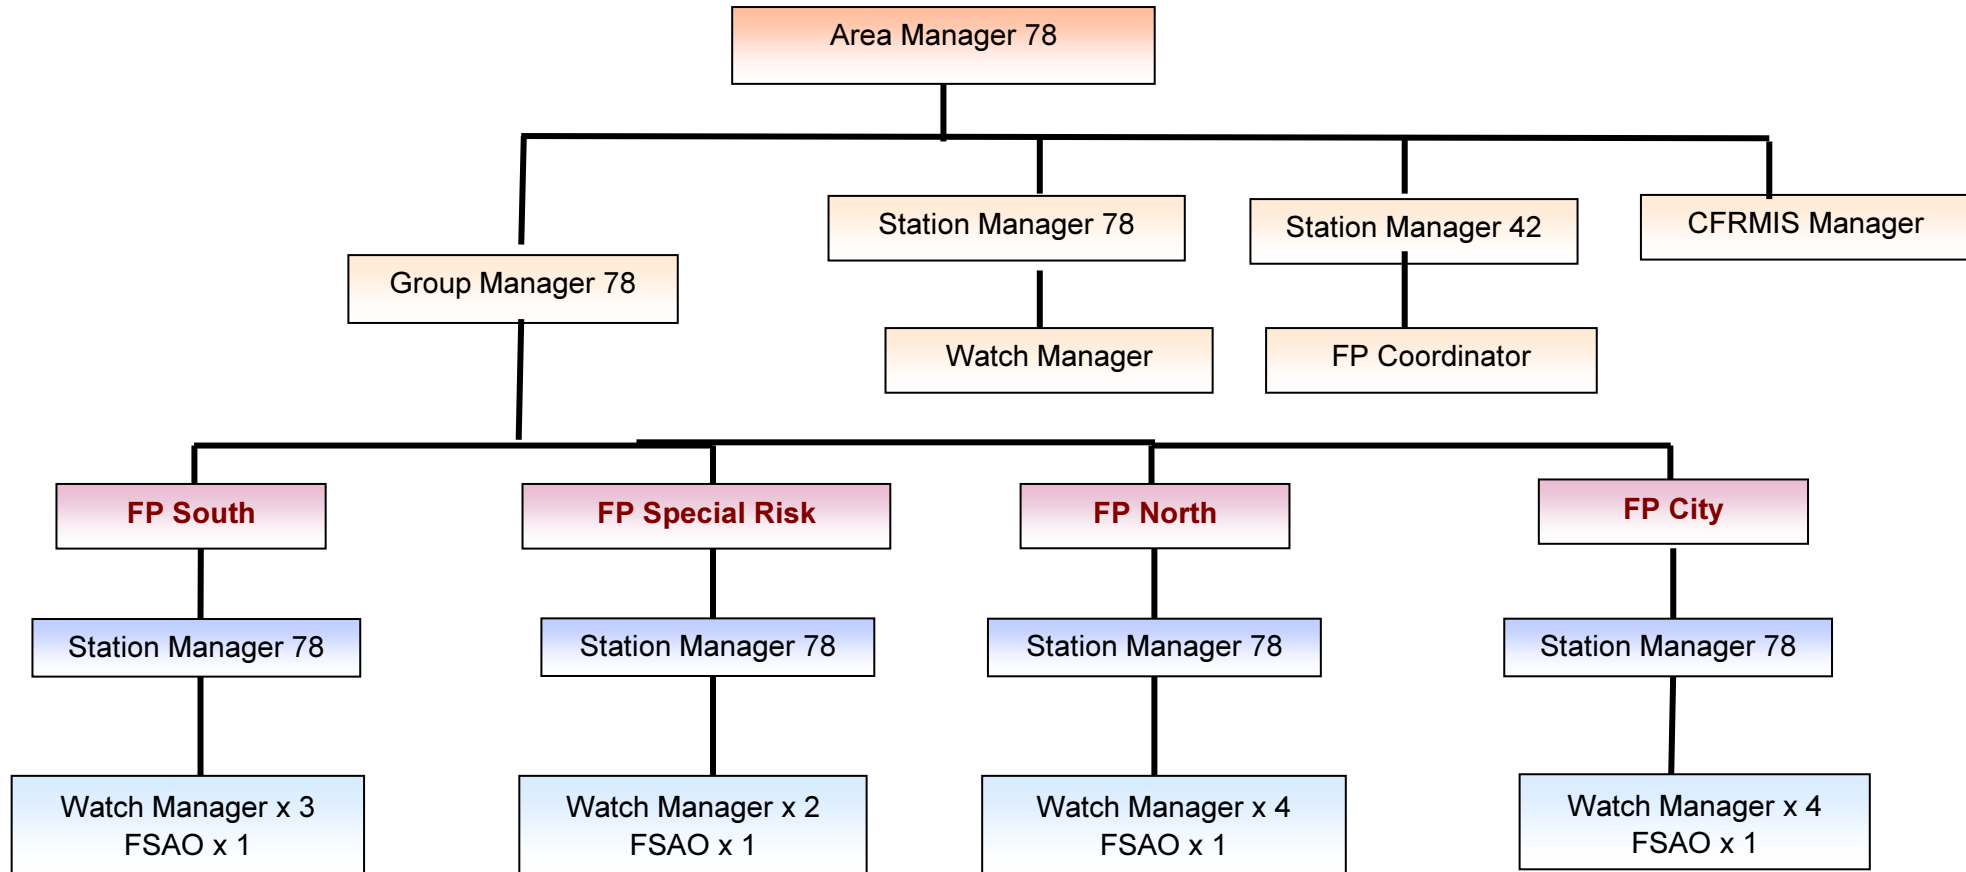 Area Manager 78
Station Manager 78
Station Manager 42
CFRMIS Manager
Group Manager 78
Watch Manager
FP Coordinator
FP South
FP Special Risk
FP North
FP City
Station Manager 78
Station Manager 78
Station Manager 78
Station Manager 78
Watch Manager x 3
FSAO x 1
Watch Manager x 2
FSAO x 1
Watch Manager x 4
FSAO x 1
Watch Manager x 4
FSAO x 1